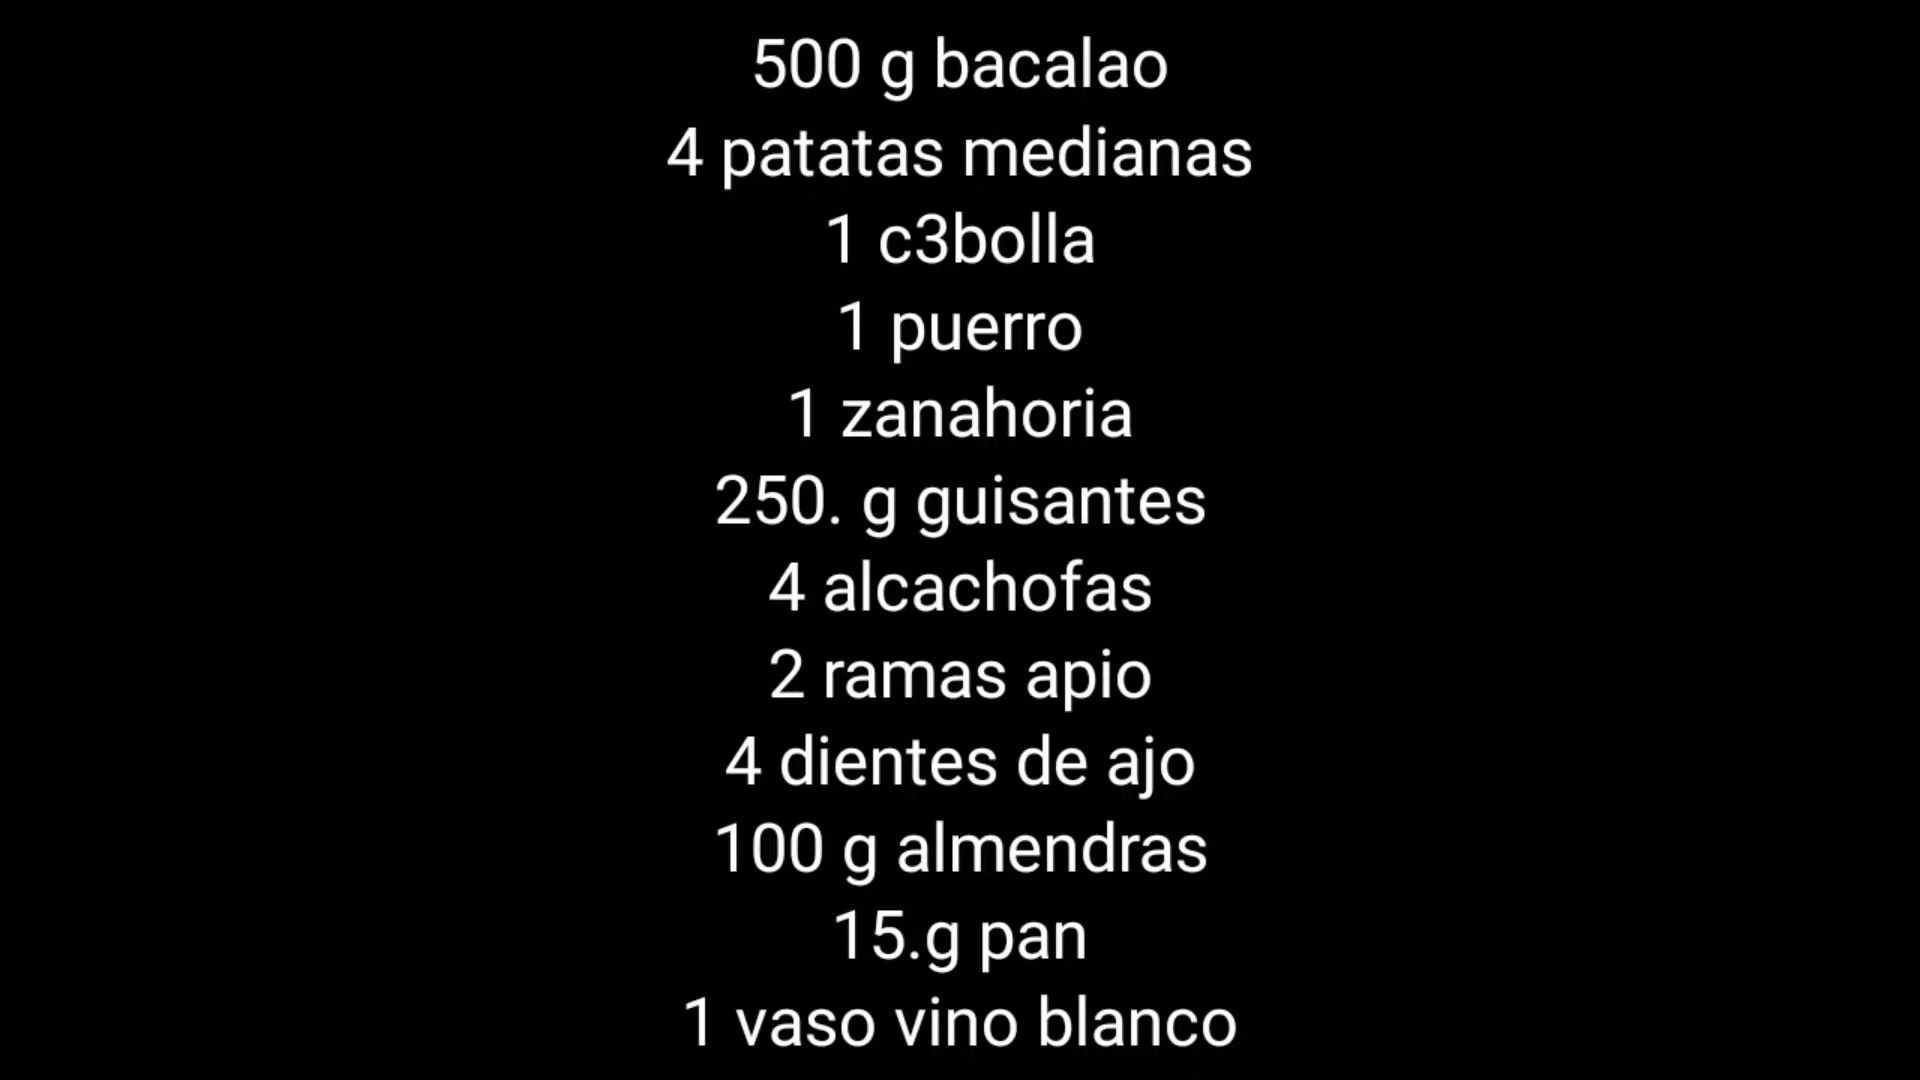 500 g bacalao
4 patatas medianas
1 c3bolla
1 puerro
1 zanahoria
250. g guisantes
4 alcachofas
2 ramas apio
4 dientes de ajo
100 g almendras
15.g pan
1 vaso vino blanco